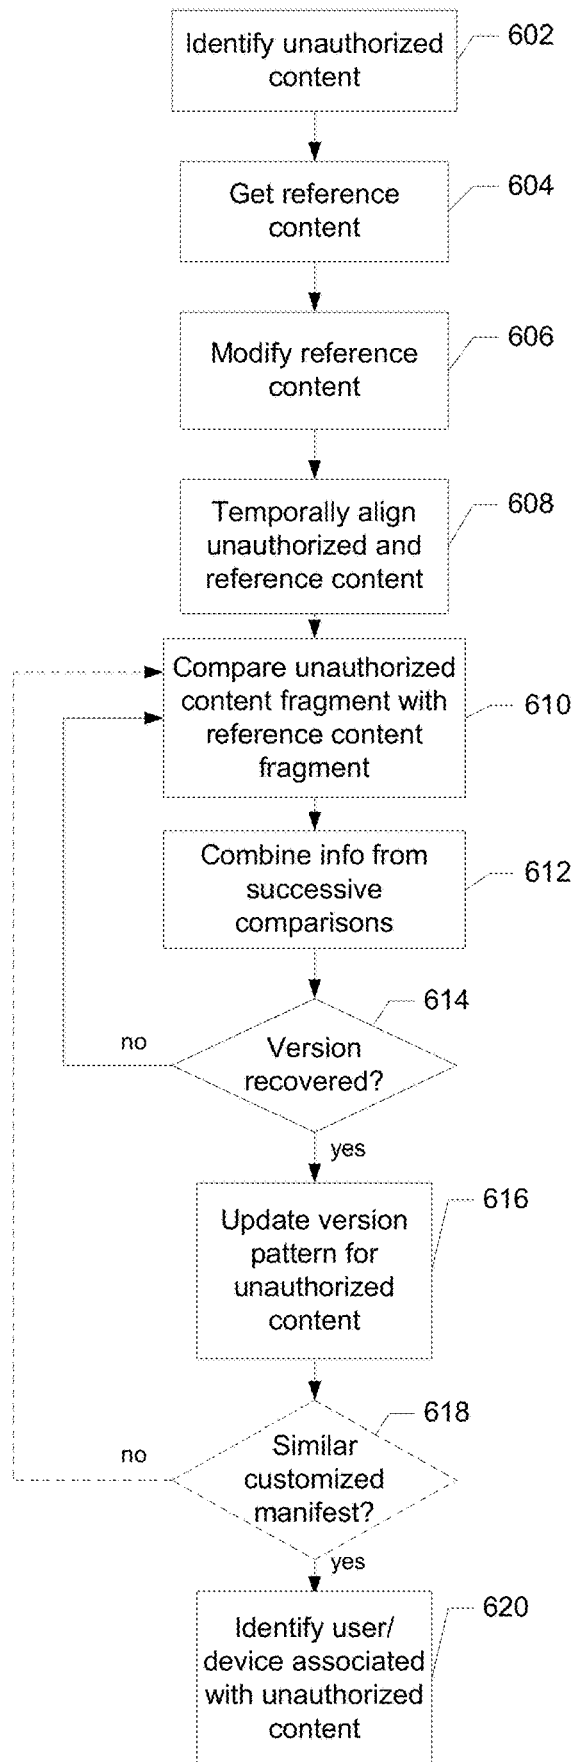 Identify unauthorized
content
602
Get reference
content
604
Modify reference
content
606
Temporally align
unauthorized and
reference content
608
Compare unauthorized
content fragment with
reference content
fragment
610
Combine info from
successive
comparisons
612
614
Version
recovered?
no
yes
Update version
pattern for
unauthorized
content
616
618
Similar
customized
manifest?
no
yes
Identify user/
device associated
with unauthorized
content
620